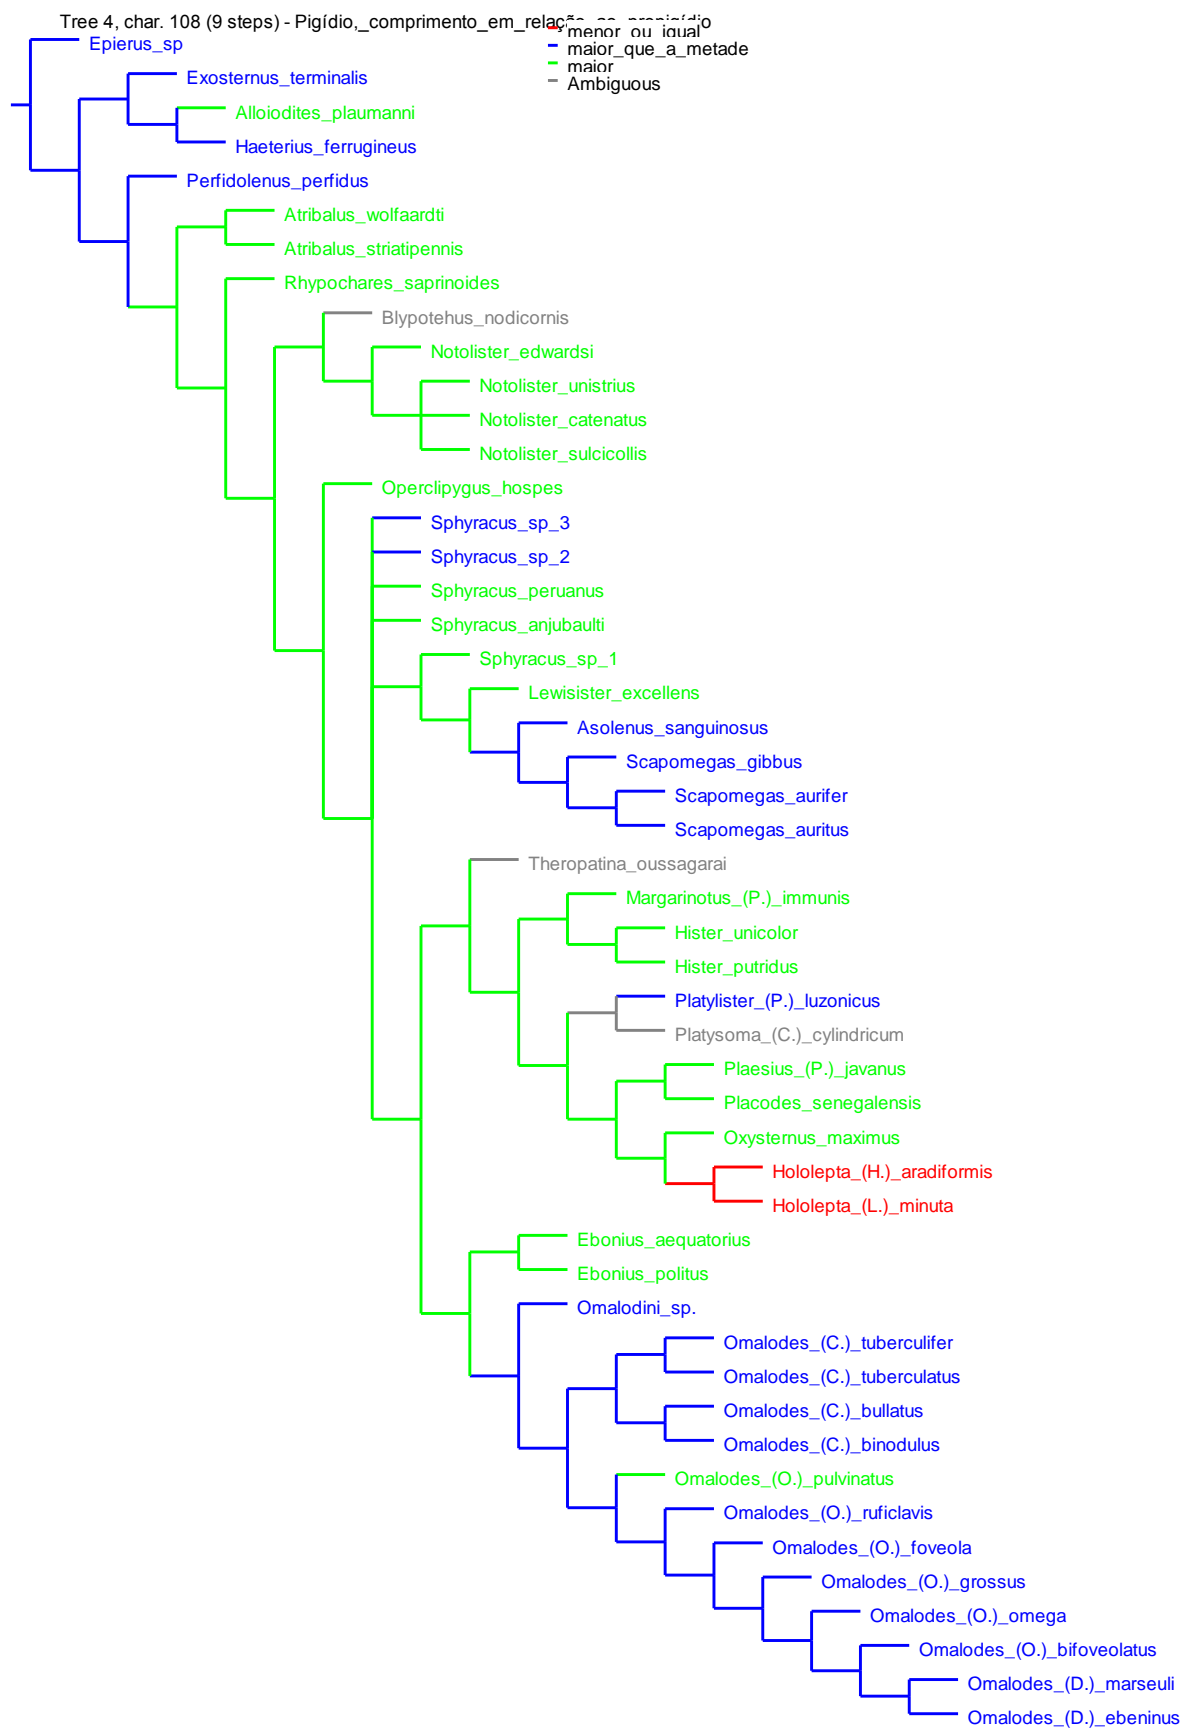 Tree 4, char. 108 (9 steps) - Pigídio,_comprimento_em_relação_ao_propigídio
menor_ou_igual
maior_que_a_metade
maior
Ambiguous
Epierus_sp
Exosternus_terminalis
Alloiodites_plaumanni
Haeterius_ferrugineus
Perfidolenus_perfidus
Atribalus_wolfaardti
Atribalus_striatipennis
Rhypochares_saprinoides
Blypotehus_nodicornis
Notolister_edwardsi
Notolister_unistrius
Notolister_catenatus
Notolister_sulcicollis
Operclipygus_hospes
Sphyracus_sp_3
Sphyracus_sp_2
Sphyracus_peruanus
Sphyracus_anjubaulti
Sphyracus_sp_1
Lewisister_excellens
Asolenus_sanguinosus
Scapomegas_gibbus
Scapomegas_aurifer
Scapomegas_auritus
Theropatina_oussagarai
Margarinotus_(P.)_immunis
Hister_unicolor
Hister_putridus
Platylister_(P.)_luzonicus
Platysoma_(C.)_cylindricum
Plaesius_(P.)_javanus
Placodes_senegalensis
Oxysternus_maximus
Hololepta_(H.)_aradiformis
Hololepta_(L.)_minuta
Ebonius_aequatorius
Ebonius_politus
Omalodini_sp.
Omalodes_(C.)_tuberculifer
Omalodes_(C.)_tuberculatus
Omalodes_(C.)_bullatus
Omalodes_(C.)_binodulus
Omalodes_(O.)_pulvinatus
Omalodes_(O.)_ruficlavis
Omalodes_(O.)_foveola
Omalodes_(O.)_grossus
Omalodes_(O.)_omega
Omalodes_(O.)_bifoveolatus
Omalodes_(D.)_marseuli
Omalodes_(D.)_ebeninus